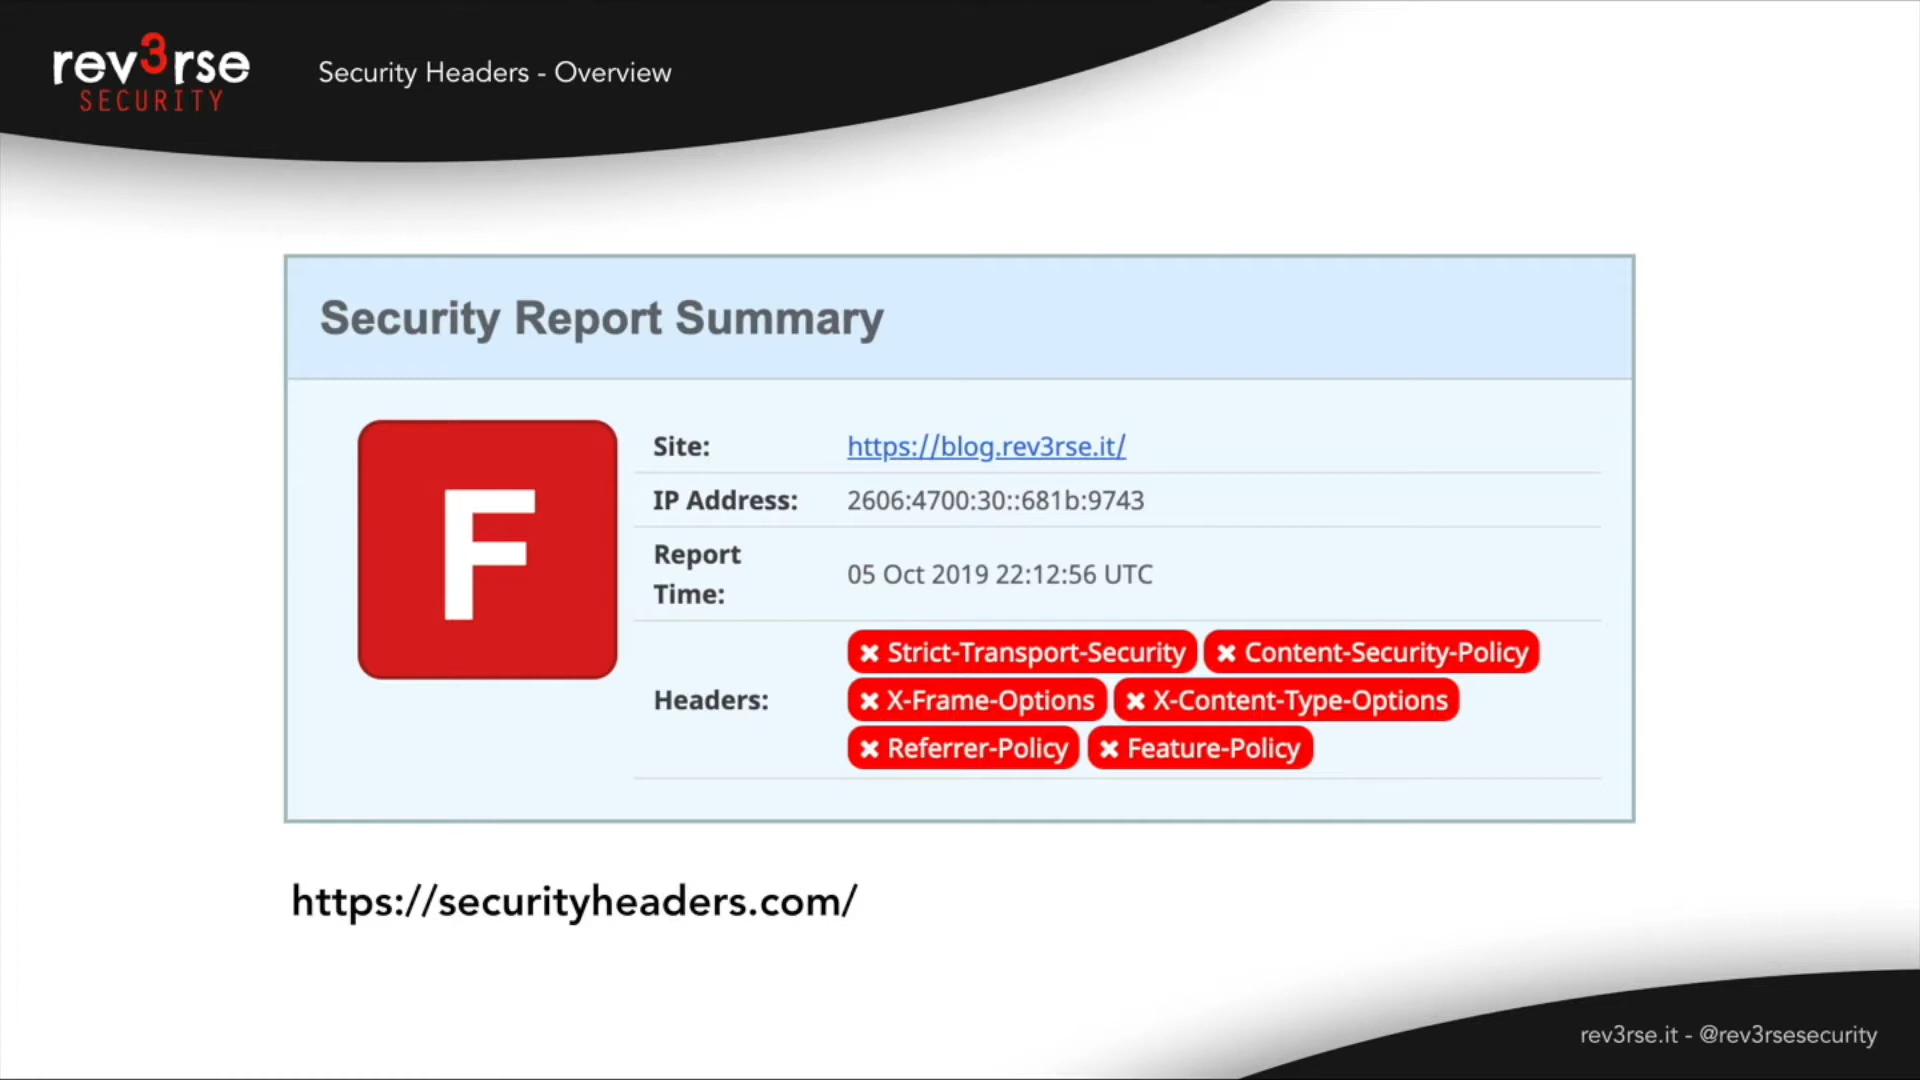 rev3rse
SECURITY
Security Headers - Overview
Security Report Summary
F
Site: https://blog.rev3rse.it/
IP Address: 2606:4700:30::681b:9743
Report Time: 05 Oct 2019 22:12:56 UTC
Headers:
✖ Strict-Transport-Security ✖ Content-Security-Policy
✖ X-Frame-Options ✖ X-Content-Type-Options
✖ Referrer-Policy ✖ Feature-Policy
https://securityheaders.com/
rev3rse.it - @rev3rsesecurity